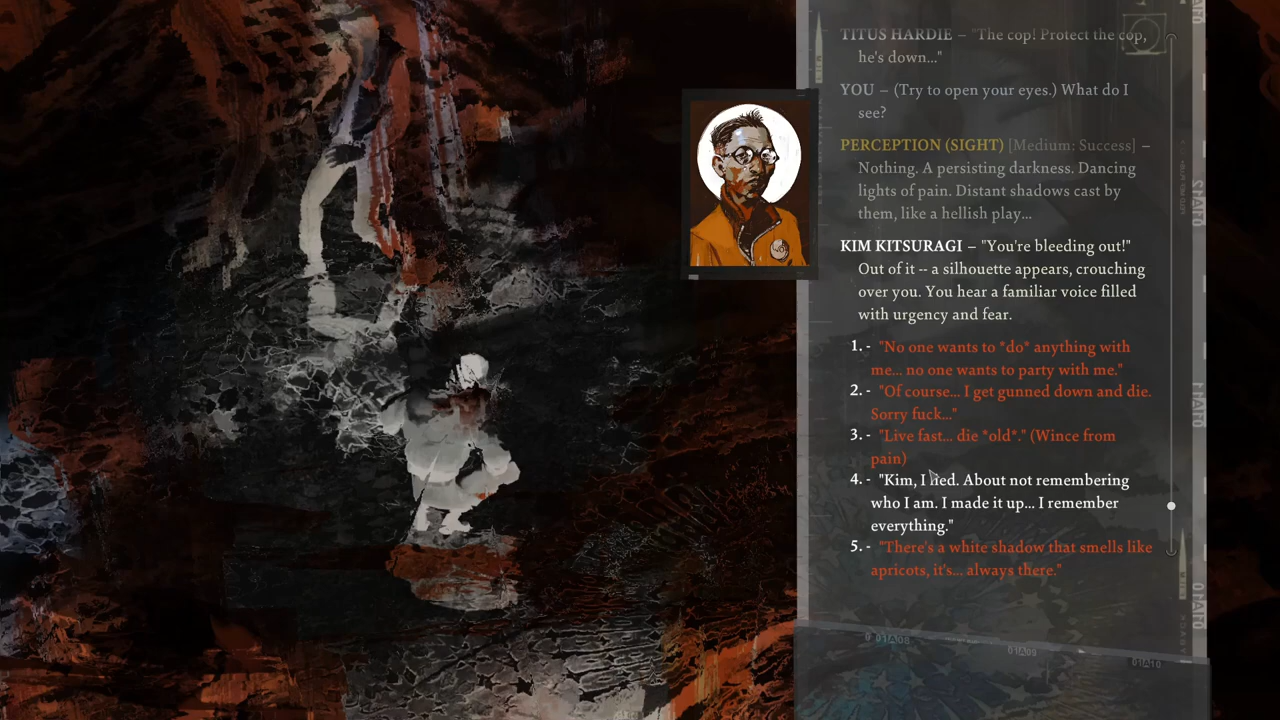 TITUS HARDIE – "The cop! Protect the cop,
he's down..."
YOU – (Try to open your eyes.) What do I
see?
PERCEPTION (SIGHT) [Medium: Success] –
Nothing. A persisting darkness. Dancing
lights of pain. Distant shadows cast by
them, like a hellish play...
KIM KITSURAGI – "You're bleeding out!"
Out of it -- a silhouette appears, crouching
over you. You hear a familiar voice filled
with urgency and fear.
1. - "No one wants to *do* anything with
me... no one wants to party with me."
2. - "Of course... I get gunned down and die.
Sorry fuck..."
3. - "Live fast... die *old*." (Wince from
pain)
4. - "Kim, I lied. About not remembering
who I am. I made it up... I remember
everything."
5. - "There's a white shadow that smells like
apricots, it's... always there."
01A08
01A09
01A10